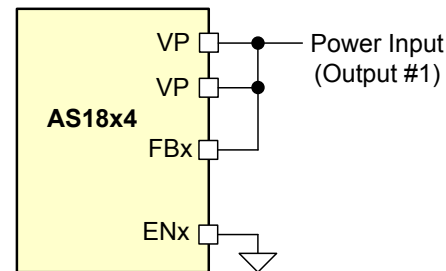 VP
Power Input
(Output #1)
VP
AS18x4
FBx
ENx